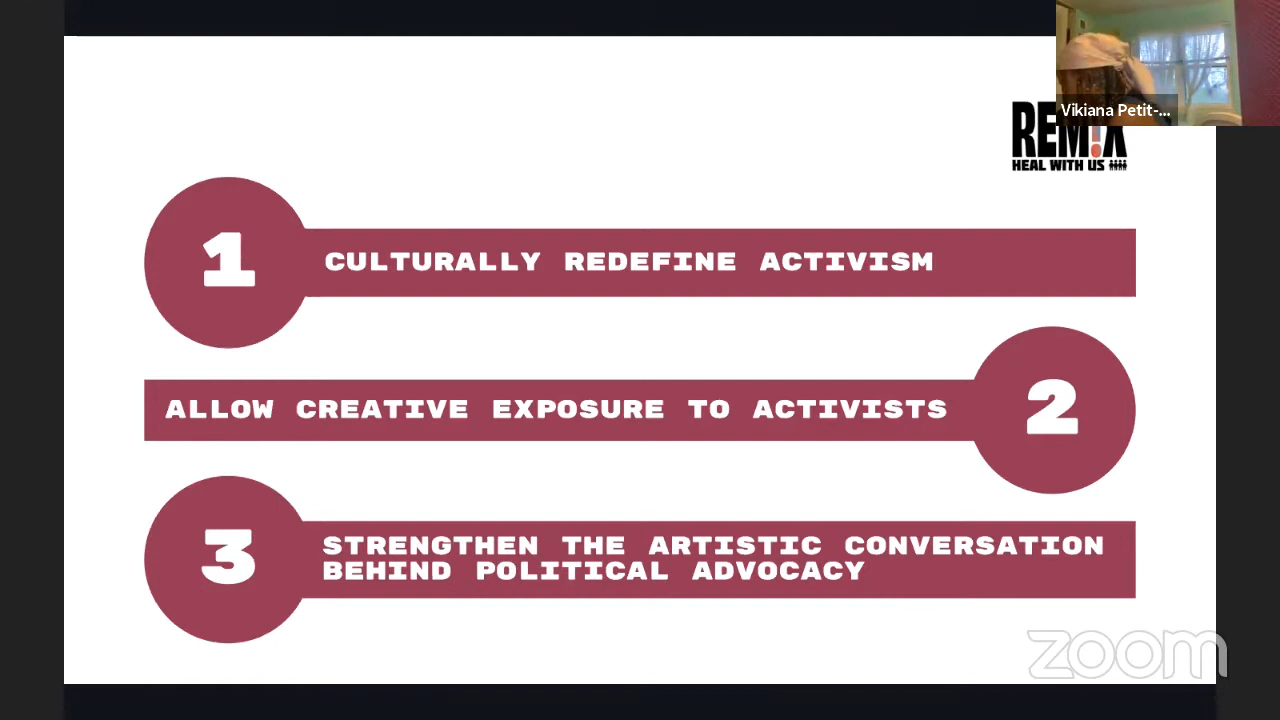 Vikiana Petit-...
REM!X
HEAL WITH US
1
CULTURALLY REDEFINE ACTIVISM
ALLOW CREATIVE EXPOSURE TO ACTIVISTS
2
3
STRENGTHEN THE ARTISTIC CONVERSATION
BEHIND POLITICAL ADVOCACY
zoom